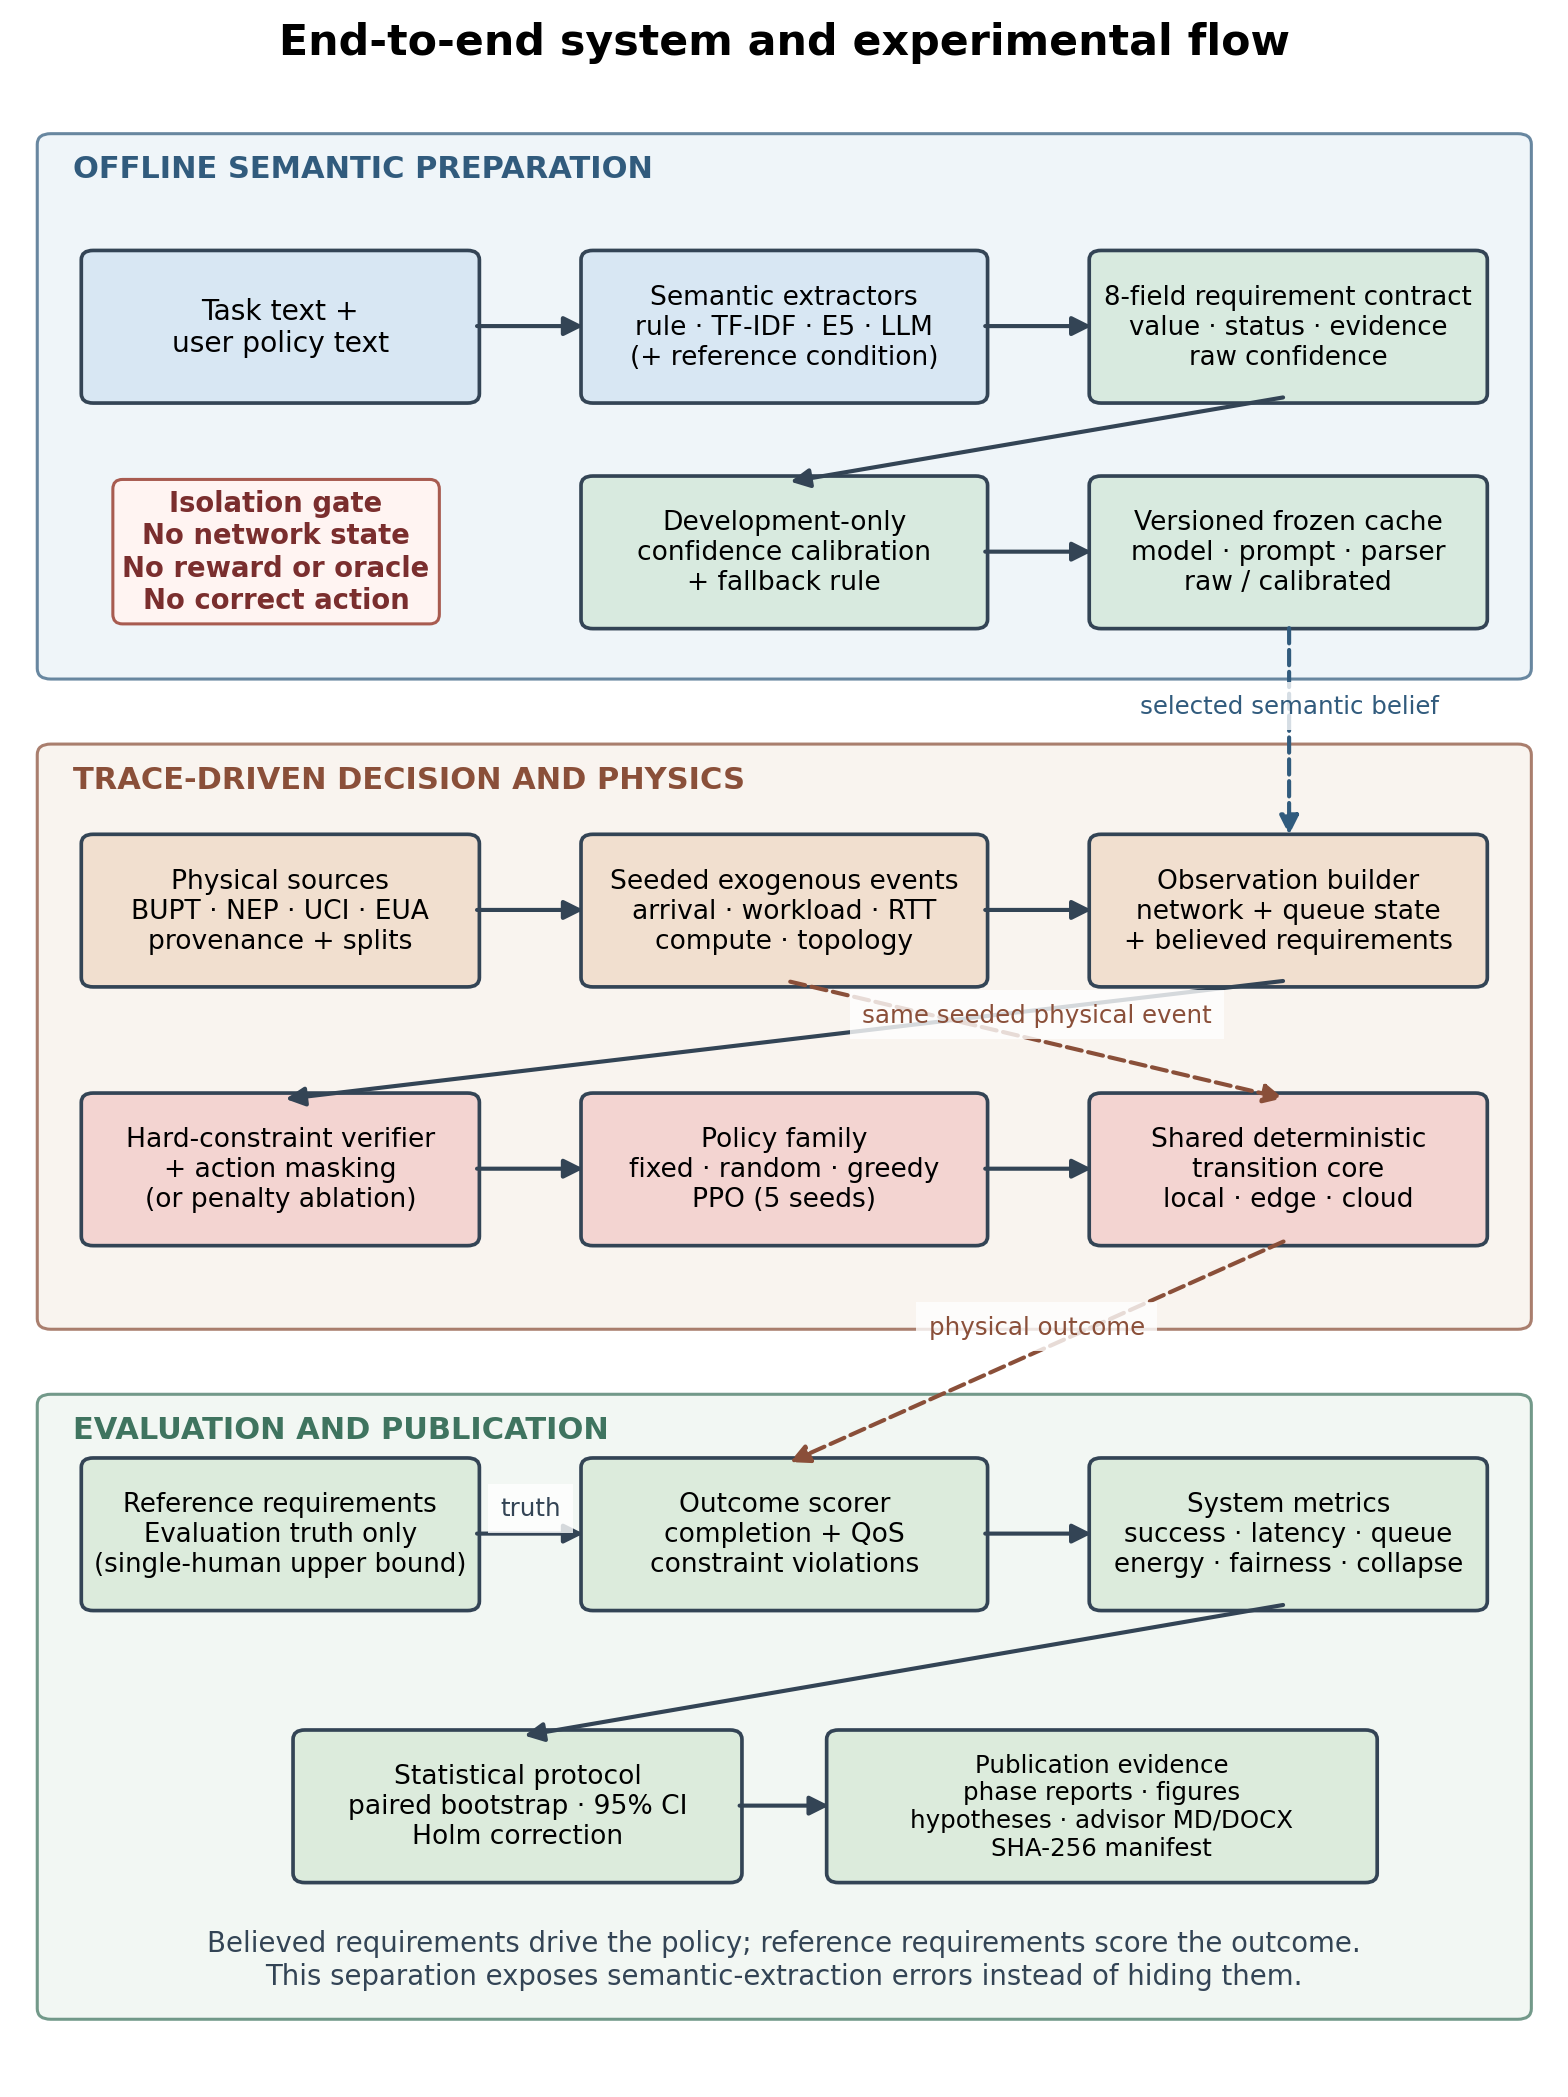 End-to-end system and experimental flow
OFFLINE SEMANTIC PREPARATION
Task text +
user policy text
Semantic extractors
rule · TF-IDF · E5 · LLM
(+ reference condition)
8-field requirement contract
value · status · evidence
raw confidence
Isolation gate
No network state
No reward or oracle
No correct action
Development-only
confidence calibration
+ fallback rule
Versioned frozen cache
model · prompt · parser
raw / calibrated
selected semantic belief
TRACE-DRIVEN DECISION AND PHYSICS
Physical sources
BUPT · NEP · UCI · EUA
provenance + splits
Seeded exogenous events
arrival · workload · RTT
compute · topology
Observation builder
network + queue state
+ believed requirements
same seeded physical event
Hard-constraint verifier
+ action masking
(or penalty ablation)
Policy family
fixed · random · greedy
PPO (5 seeds)
Shared deterministic
transition core
local · edge · cloud
physical outcome
EVALUATION AND PUBLICATION
Reference requirements
Evaluation truth only
(single-human upper bound)
truth
Outcome scorer
completion + QoS
constraint violations
System metrics
success · latency · queue
energy · fairness · collapse
Statistical protocol
paired bootstrap · 95% CI
Holm correction
Publication evidence
phase reports · figures
hypotheses · advisor MD/DOCX
SHA-256 manifest
Believed requirements drive the policy; reference requirements score the outcome.
This separation exposes semantic-extraction errors instead of hiding them.